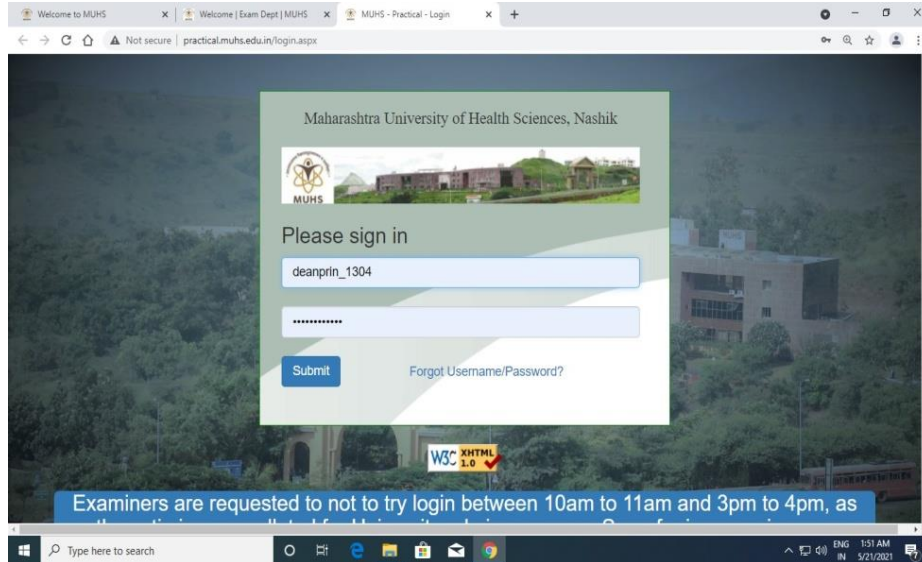 Welcome to MUHS
Welcome | Exam Dept | MUHS
MUHS - Practical - Login
Not secure | practical.muhs.edu.in/login.aspx
Maharashtra University of Health Sciences, Nashik
MUHS
Please sign in
deanprin_1304
••••••••••••
Submit
Forgot Username/Password?
W3C XHTML 1.0
Examiners are requested to not to try login between 10am to 11am and 3pm to 4pm, as
Type here to search
ENG
1:51 AM
IN
5/21/2021